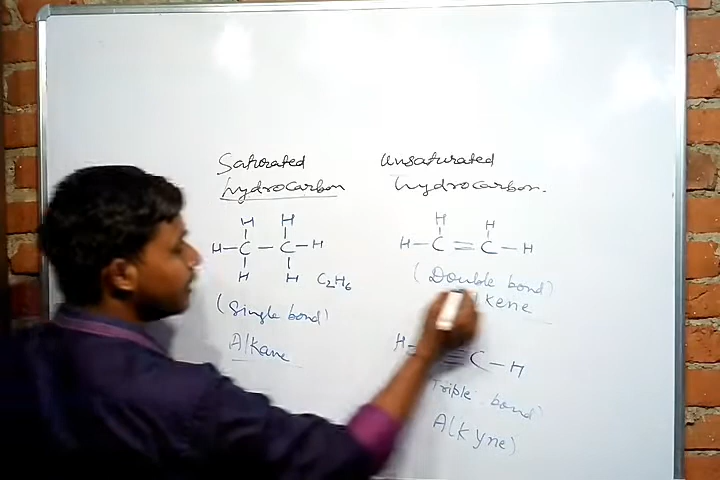 Saturated
hydrocarbon
H H
H-C-C-H
H H C2H6
(Single bond)
Alkane
Unsaturated
hydrocarbon.
H H
H-C=C-H
(Double bond)
kene
H C-H
Triple bond)
Alkyne)